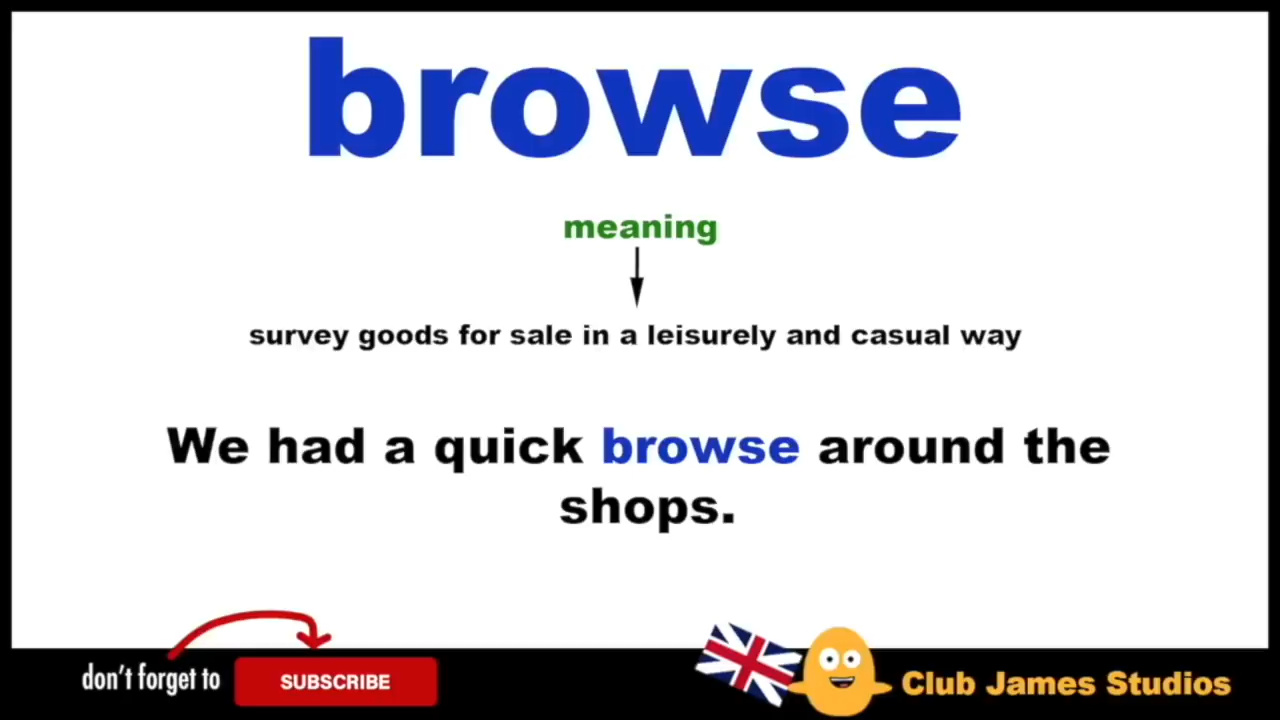 browse
meaning
survey goods for sale in a leisurely and casual way
We had a quick browse around the
shops.
don't forget to SUBSCRIBE
Club James Studios